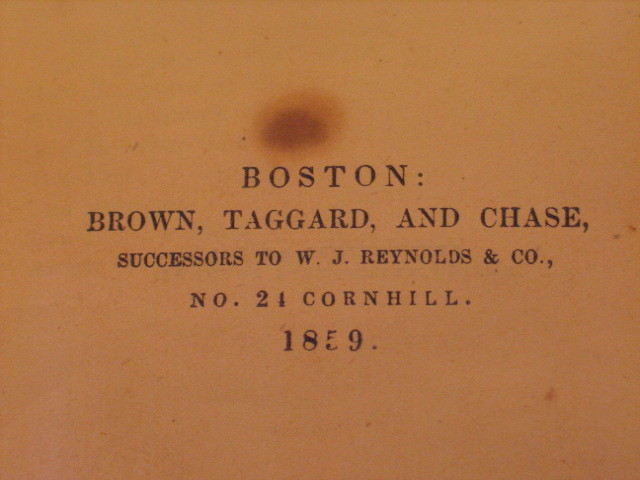 BOSTON:
BROWN, TAGGARD, AND CHASE,
SUCCESSORS TO W. J. REYNOLDS & CO.,
NO. 24 CORNHILL.
1859.